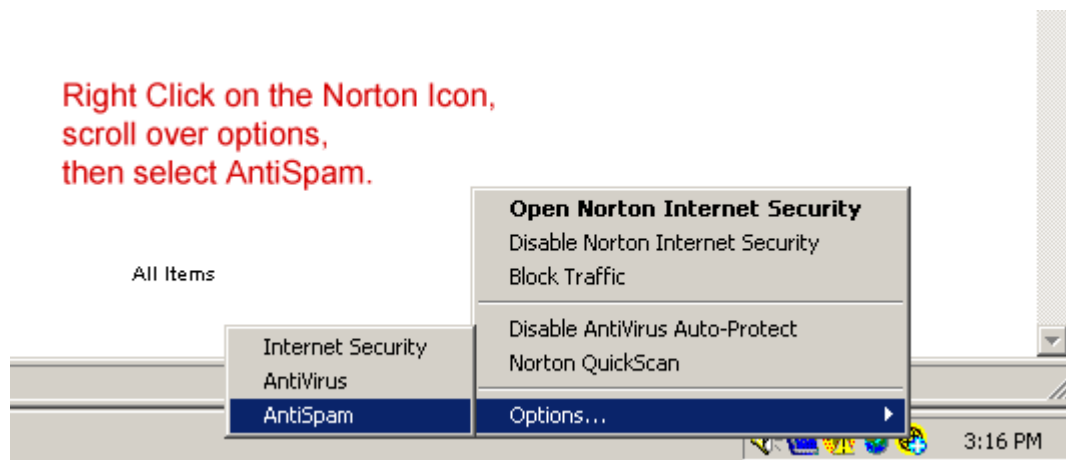 Right Click on the Norton Icon,
scroll over options,
then select AntiSpam.
Open Norton Internet Security
Disable Norton Internet Security
Block Traffic
All Items
Disable AntiVirus Auto-Protect
Norton QuickScan
Options...
Internet Security
AntiVirus
AntiSpam
3:16 PM